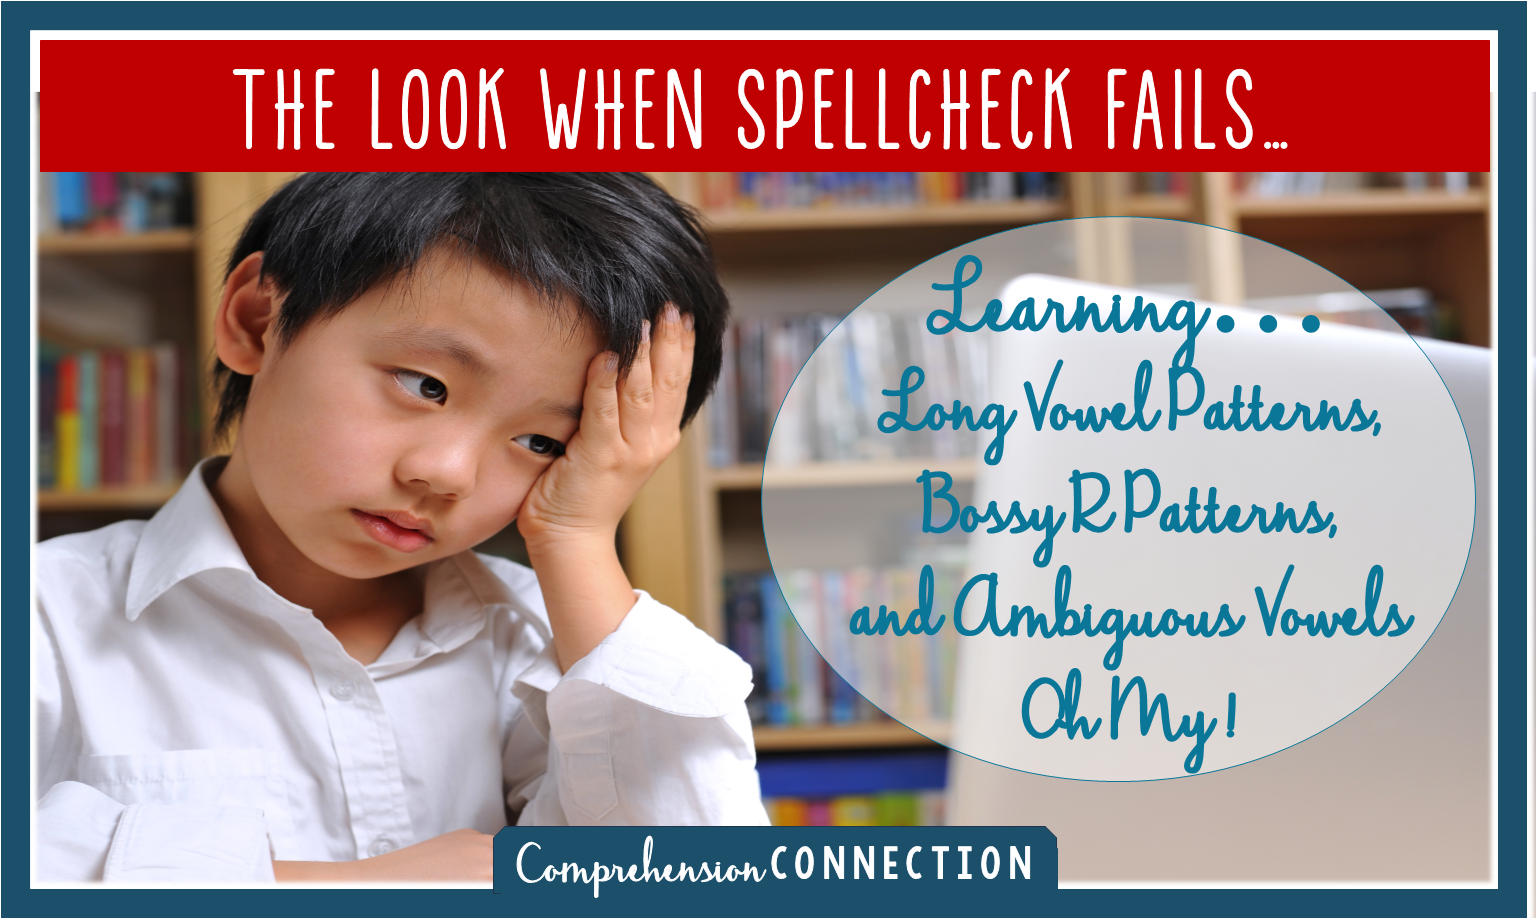 THE LOOK WHEN SPELLCHECK FAILS...
Learning...
Long Vowel Patterns,
Bossy R Patterns,
and Ambiguous Vowels
Oh My!
Comprehension CONNECTION